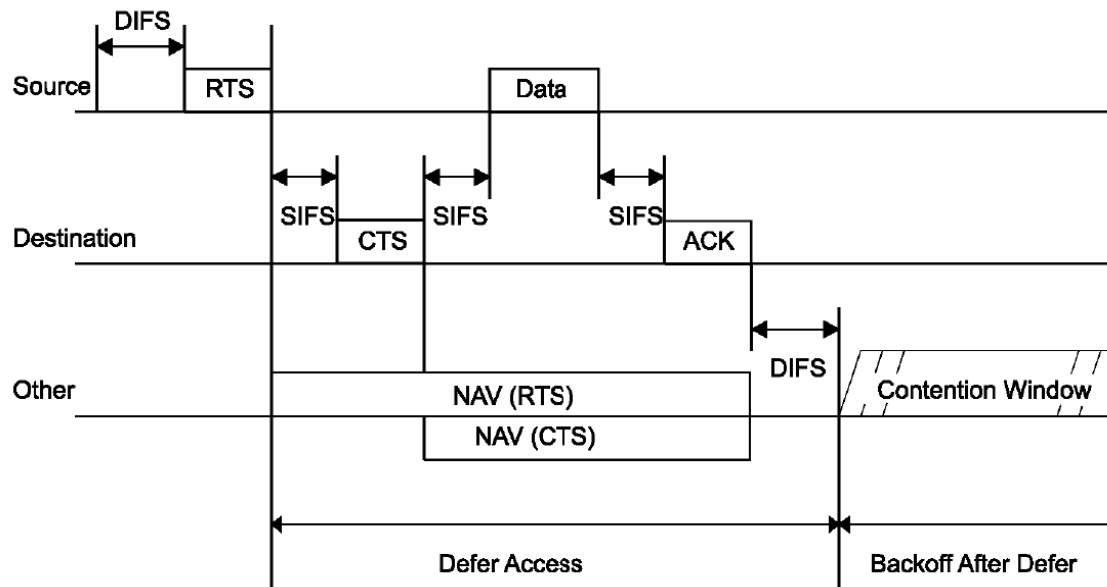 DIFS
Source
RTS
Data
SIFS
SIFS
SIFS
Destination
CTS
ACK
DIFS
Other
NAV (RTS)
Contention Window
NAV (CTS)
Defer Access
Backoff After Defer